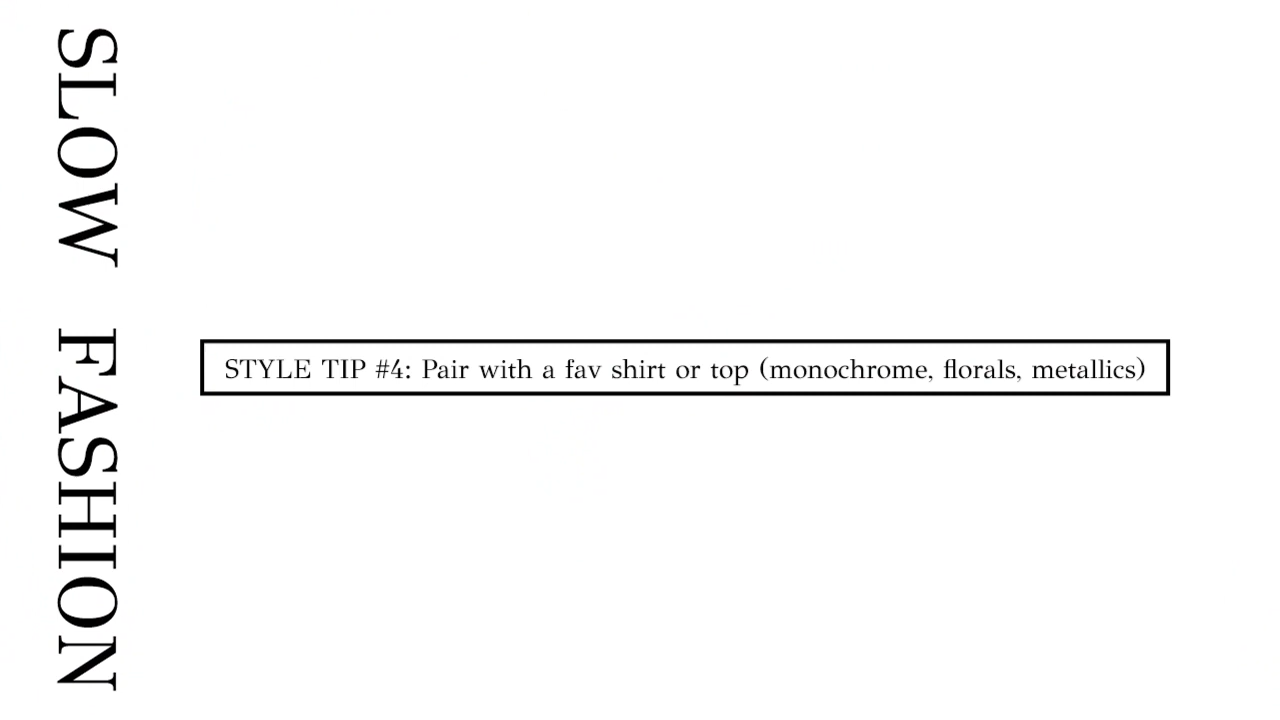 SLOW FASHION
STYLE TIP #4: Pair with a fav shirt or top (monochrome, florals, metallics)